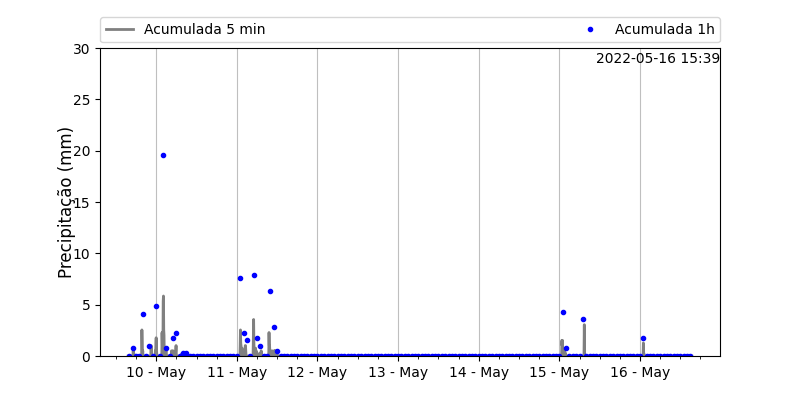 Acumulada 5 min
Acumulada 1h
2022-05-16 15:39
Precipitação (mm)
30
25
20
15
10
5
0
10 - May
11 - May
12 - May
13 - May
14 - May
15 - May
16 - May